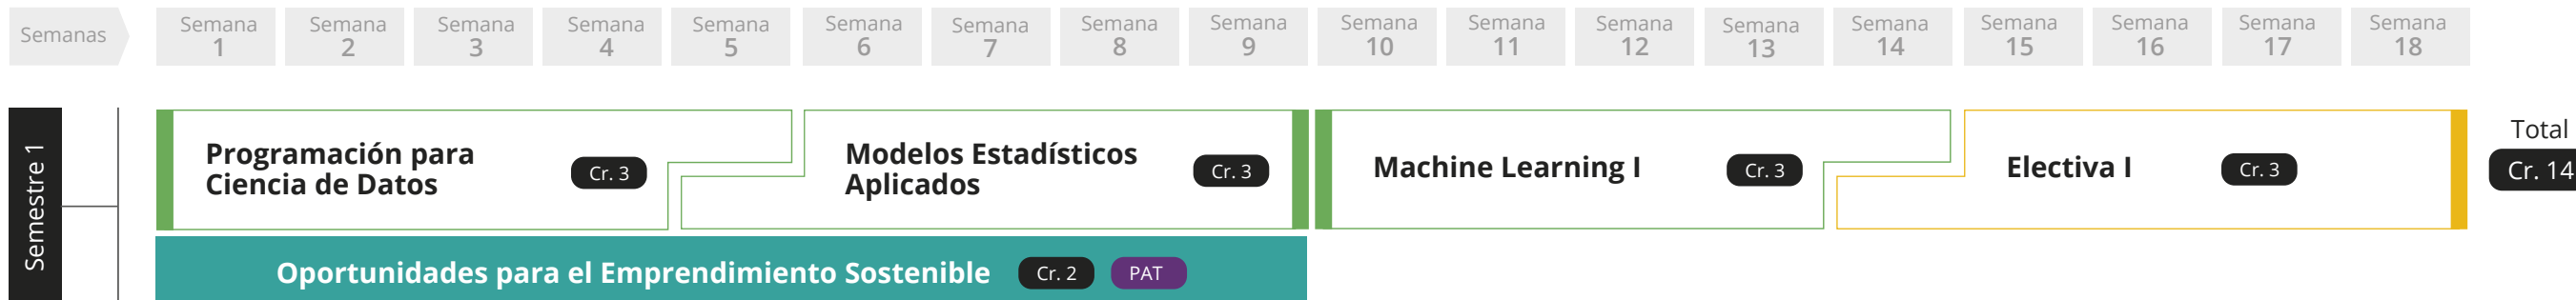 Semanas
Semana 1
Semana 2
Semana 3
Semana 4
Semana 5
Semana 6
Semana 7
Semana 8
Semana 9
Semana 10
Semana 11
Semana 12
Semana 13
Semana 14
Semana 15
Semana 16
Semana 17
Semana 18
Semestre 1
Programación para
Ciencia de Datos
Cr. 3
Modelos Estadísticos
Aplicados
Cr. 3
Machine Learning I
Cr. 3
Electiva I
Cr. 3
Total
Cr. 14
Oportunidades para el Emprendimiento Sostenible
Cr. 2
PAT